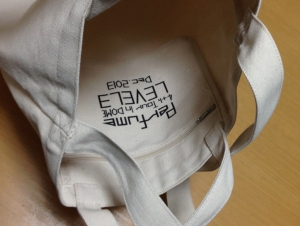 Perfume
4th Tour in DOME
LEVEL3
Dec.2013